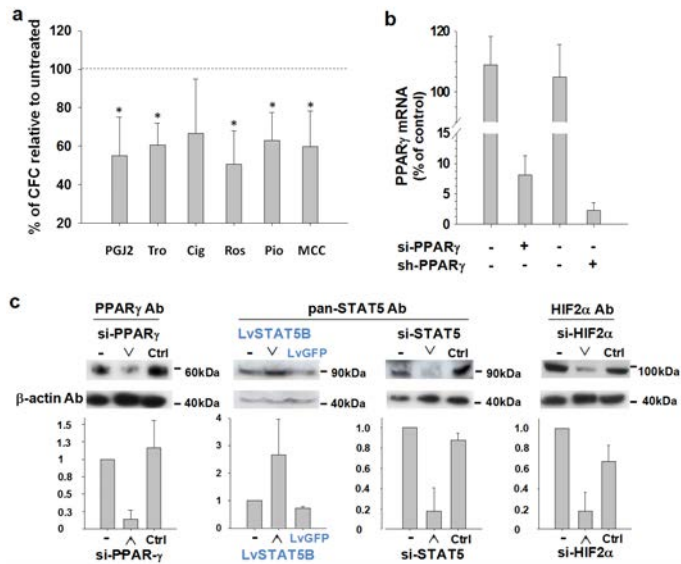 a
% of CFC relative to untreated
120
100
80
60
40
20
* * * * *
PGJ2 Tro Cig Ros Pio MCC
b
PPARγ mRNA
(% of control)
120
100
15
10
5
0
si-PPARγ - + - -
sh-PPARγ - - - +
c
PPARγ Ab
si-PPARγ
- Ctrl
60kDa
β-actin Ab
40kDa
1.5
1.3
1.0
0.8
0.5
0.3
0
- Ctrl
si-PPAR-γ
pan-STAT5 Ab
LvSTAT5B
- LvGFP
90kDa
40kDa
4
3
2
1
0
- LvGFP
LvSTAT5B
si-STAT5
- Ctrl
90kDa
40kDa
1.0
0.8
0.6
0.4
0.2
0.0
- Ctrl
si-STAT5
HIF2α Ab
si-HIF2α
- Ctrl
100kDa
40kDa
1.0
0.8
0.6
0.4
0.2
0.0
- Ctrl
si-HIF2α